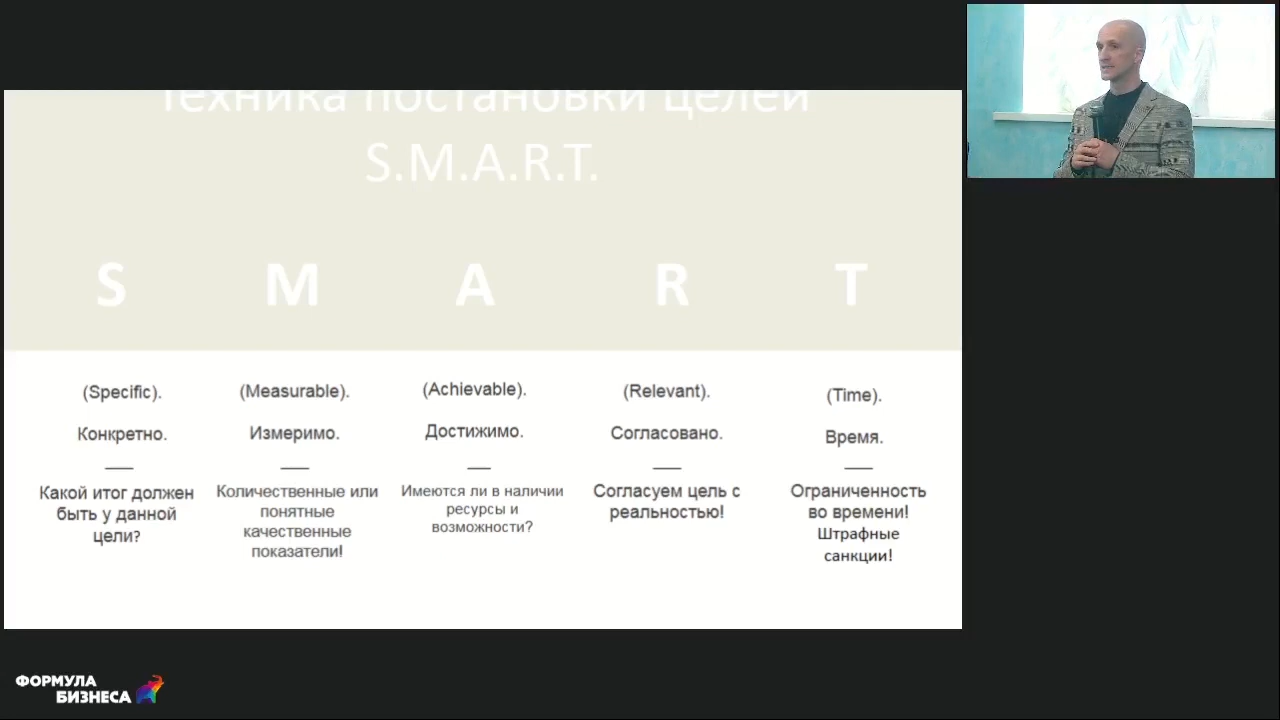 Техника постановки целей
S.M.A.R.T.
S M A R T
(Specific).
Конкретно.
Какой итог должен
быть у данной
цели?
(Measurable).
Измеримо.
Количественные или
понятные
качественные
показатели!
(Achievable).
Достижимо.
Имеются ли в наличии
ресурсы и
возможности?
(Relevant).
Согласовано.
Согласуем цель с
реальностью!
(Time).
Время.
Ограниченность
во времени!
Штрафные
санкции!
ФОРМУЛА
БИЗНЕСА